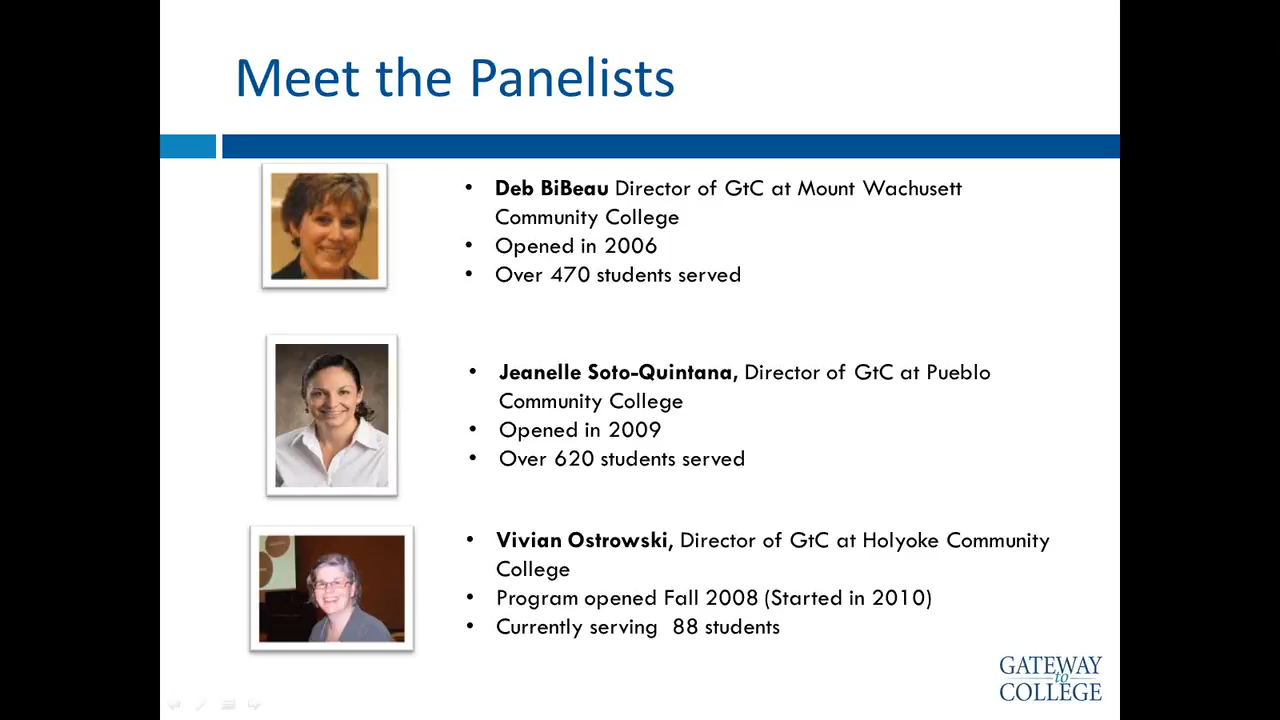 Meet the Panelists
• Deb BiBeau Director of GtC at Mount Wachusett
Community College
• Opened in 2006
• Over 470 students served
• Jeanelle Soto-Quintana, Director of GtC at Pueblo
Community College
• Opened in 2009
• Over 620 students served
• Vivian Ostrowski, Director of GtC at Holyoke Community
College
• Program opened Fall 2008 (Started in 2010)
• Currently serving 88 students
GATEWAY
to
COLLEGE